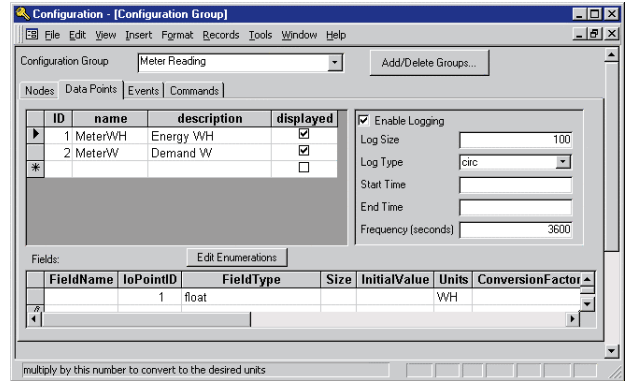 Configuration - [Configuration Group]
File Edit View Insert Format Records Tools Window Help
Configuration Group Meter Reading Add/Delete Groups...
Nodes Data Points Events Commands
ID name description displayed
1 MeterWH Energy WH
2 MeterW Demand W
Enable Logging
Log Size 100
Log Type circ
Start Time
End Time
Frequency (seconds) 3600
Fields: Edit Enumerations
FieldName IoPointID FieldType Size InitialValue Units ConversionFactor
1 float WH
multiply by this number to convert to the desired units